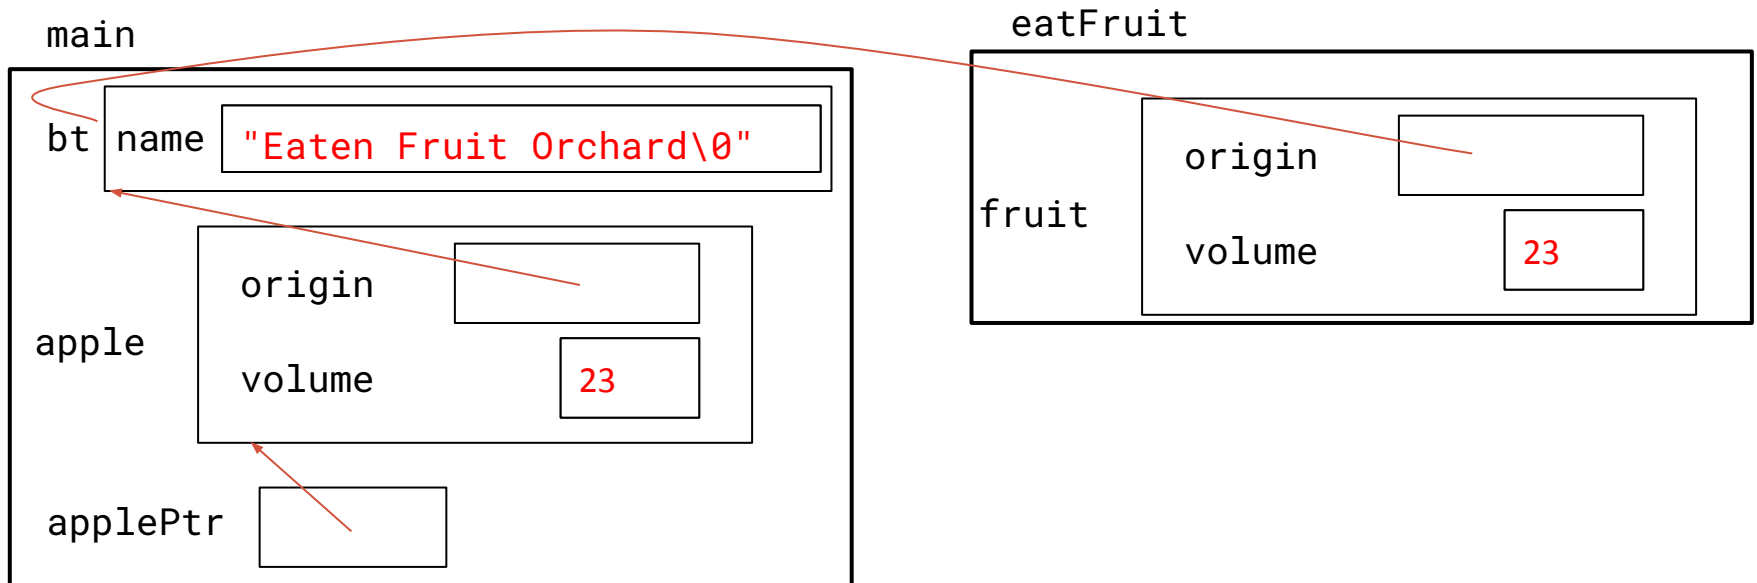 main
bt name "Eaten Fruit Orchard\0"
origin
apple
volume 23
applePtr
eatFruit
origin
fruit
volume 23